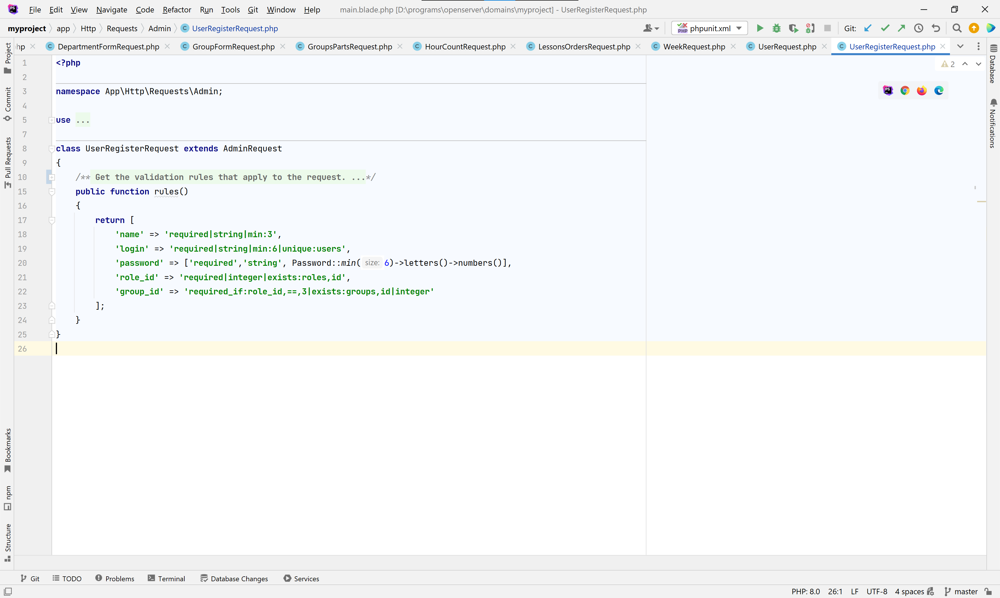 File Edit View Navigate Code Refactor Run Tools Git Window Help main.blade.php [D:\programs\openserver\domains\myproject] - UserRegisterRequest.php
myproject app Http Requests Admin UserRegisterRequest.php phpunit.xml Git:
hp DepartmentFormRequest.php GroupFormRequest.php GroupsPartsRequest.php HourCountRequest.php LessonsOrdersRequest.php WeekRequest.php UserRequest.php UserRegisterRequest.php
1 <?php
2
3 namespace App\Http\Requests\Admin;
4
5 use ...
7
8 class UserRegisterRequest extends AdminRequest
9 {
10 /** Get the validation rules that apply to the request. ...*/
15 public function rules()
16 {
17 return [
18 'name' => 'required|string|min:3',
19 'login' => 'required|string|min:6|unique:users',
20 'password' => ['required','string', Password::min( size: 6)->letters()->numbers()],
21 'role_id' => 'required|integer|exists:roles,id',
22 'group_id' => 'required_if:role_id,==,3|exists:groups,id|integer'
23 ];
24 }
25 }
26
2
Project
Commit
Pull Requests
Bookmarks
npm
Structure
Database
Notifications
Git TODO Problems Terminal Database Changes Services
PHP: 8.0 26:1 LF UTF-8 4 spaces master